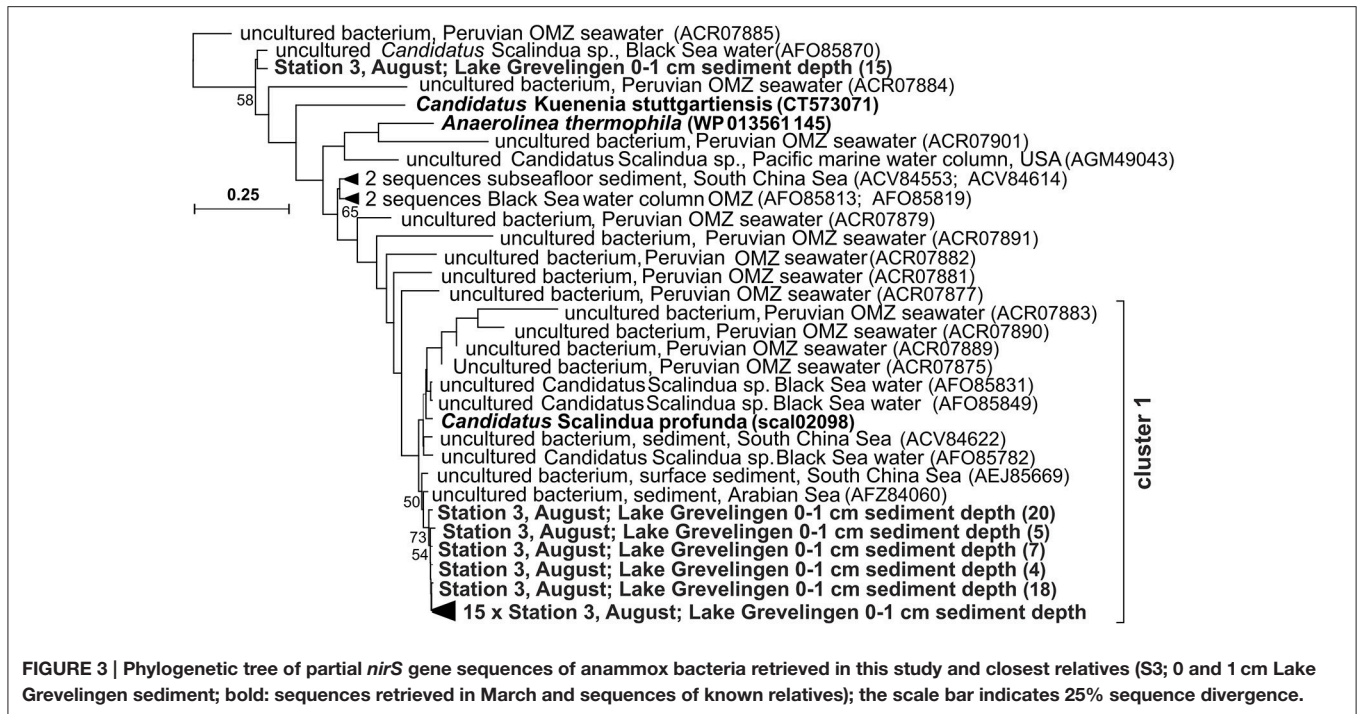 uncultured bacterium, Peruvian OMZ seawater (ACR07885)
uncultured Candidatus Scalindua sp., Black Sea water(AFO85870)
Station 3, August; Lake Grevelingen 0-1 cm sediment depth (15)
58
uncultured bacterium, Peruvian OMZ seawater (ACR07884)
Candidatus Kuenenia stuttgartiensis (CT573071)
Anaerolinea thermophila (WP 013561145)
uncultured bacterium, Peruvian OMZ seawater (ACR07901)
uncultured Candidatus Scalindua sp., Pacific marine water column, USA (AGM49043)
2 sequences subseafloor sediment, South China Sea (ACV84553; ACV84614)
0.25
2 sequences Black Sea water column OMZ (AFO85813; AFO85819)
65
uncultured bacterium, Peruvian OMZ seawater (ACR07879)
uncultured bacterium, Peruvian OMZ seawater (ACR07891)
uncultured bacterium, Peruvian OMZ seawater (ACR07882)
uncultured bacterium, Peruvian OMZ seawater (ACR07881)
uncultured bacterium, Peruvian OMZ seawater (ACR07877)
uncultured bacterium, Peruvian OMZ seawater (ACR07883)
uncultured bacterium, Peruvian OMZ seawater (ACR07890)
uncultured bacterium, Peruvian OMZ seawater (ACR07889)
Uncultured bacterium, Peruvian OMZ seawater (ACR07875)
uncultured Candidatus Scalindua sp. Black Sea water (AFO85831)
uncultured Candidatus Scalindua sp. Black Sea water (AFO85849)
Candidatus Scalindua profunda (scal02098)
uncultured bacterium, sediment, South China Sea (ACV84622)
uncultured Candidatus Scalindua sp. Black Sea water (AFO85782)
uncultured bacterium, surface sediment, South China Sea (AEJ85669)
50
uncultured bacterium, sediment, Arabian Sea (AFZ84060)
Station 3, August; Lake Grevelingen 0-1 cm sediment depth (20)
Station 3, August; Lake Grevelingen 0-1 cm sediment depth (5)
73
Station 3, August; Lake Grevelingen 0-1 cm sediment depth (7)
54
Station 3, August; Lake Grevelingen 0-1 cm sediment depth (4)
Station 3, August; Lake Grevelingen 0-1 cm sediment depth (18)
15 x Station 3, August; Lake Grevelingen 0-1 cm sediment depth
cluster 1
FIGURE 3 | Phylogenetic tree of partial nirS gene sequences of anammox bacteria retrieved in this study and closest relatives (S3; 0 and 1 cm Lake
Grevelingen sediment; bold: sequences retrieved in March and sequences of known relatives); the scale bar indicates 25% sequence divergence.